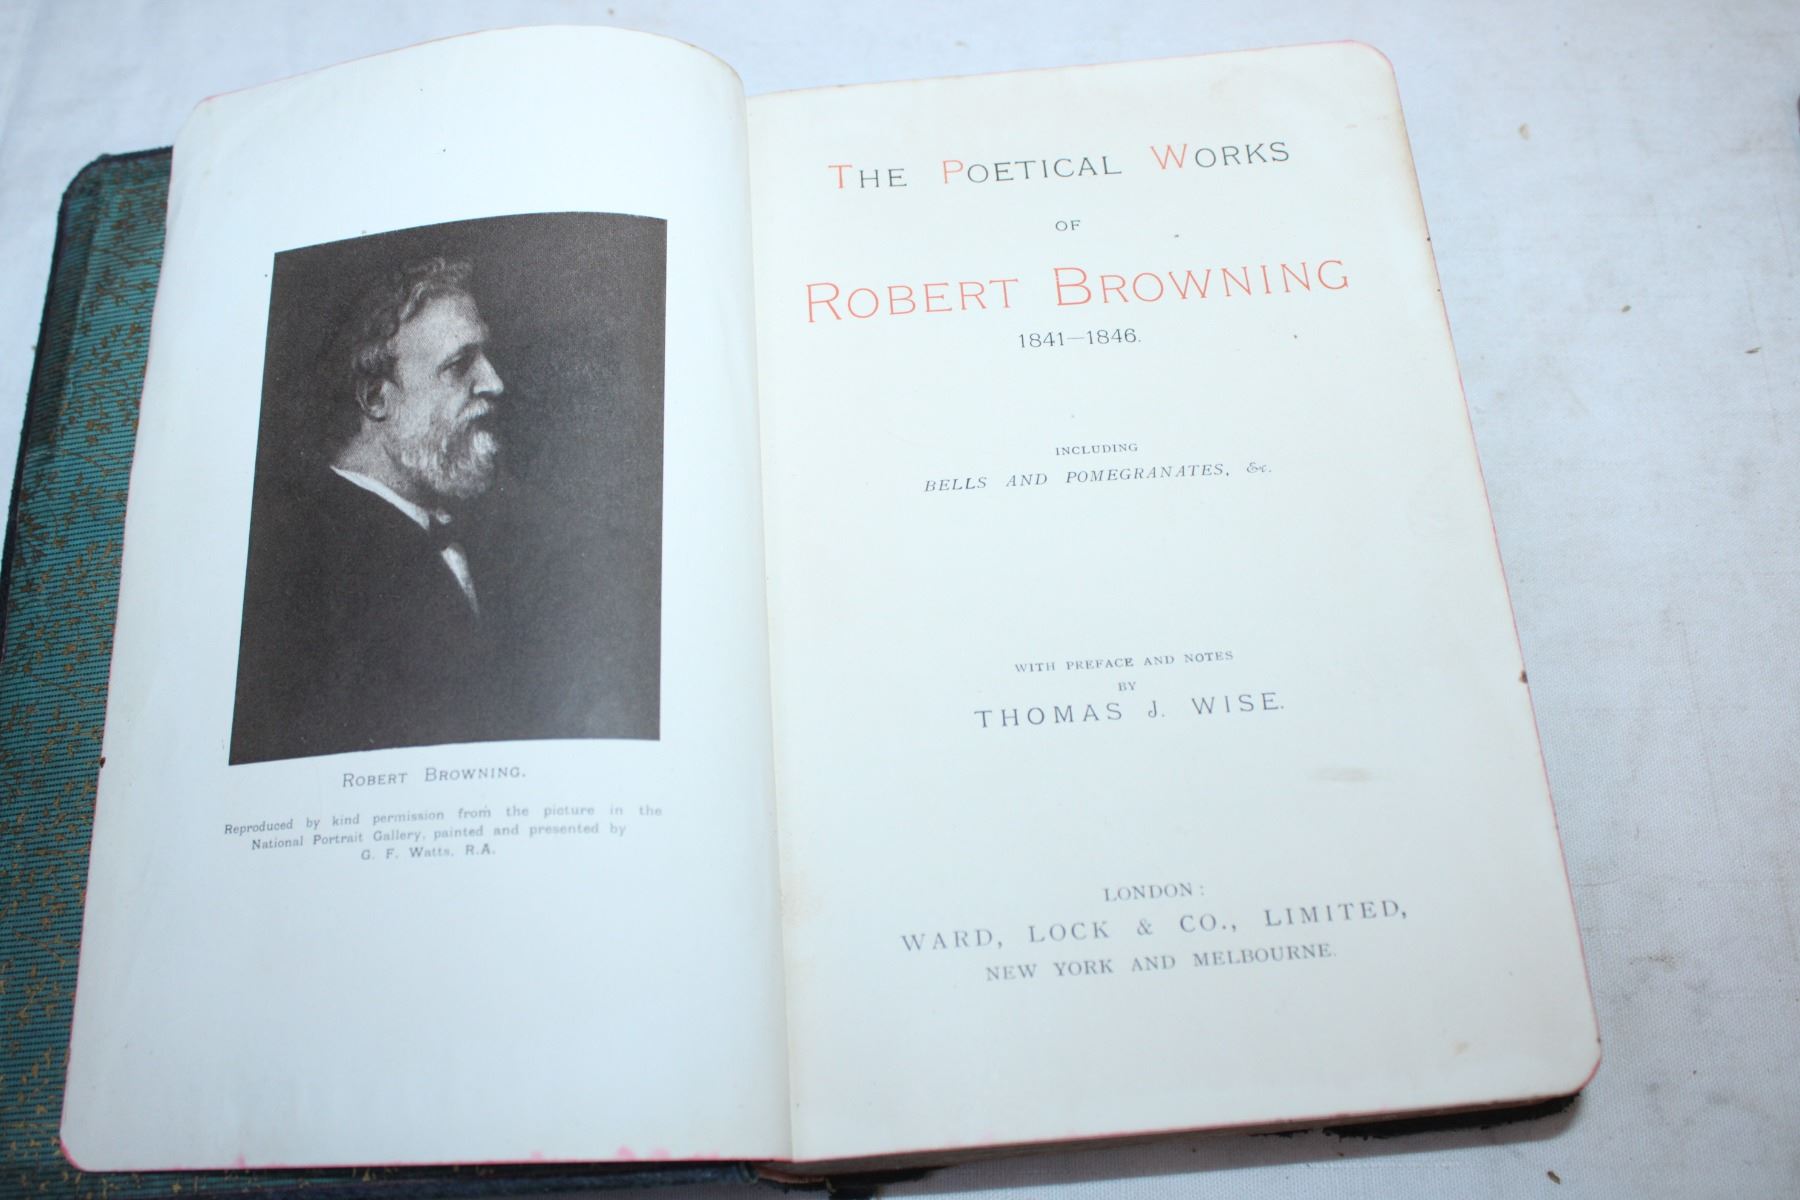 ROBERT BROWNING.
Reproduced by kind permission from the picture in the
National Portrait Gallery, painted and presented by
G. F. Watts, R.A.
THE POETICAL WORKS
OF
ROBERT BROWNING
1841—1846.
INCLUDING
BELLS AND POMEGRANATES, &c.
WITH PREFACE AND NOTES
BY
THOMAS J. WISE.
LONDON:
WARD, LOCK & CO., LIMITED,
NEW YORK AND MELBOURNE.